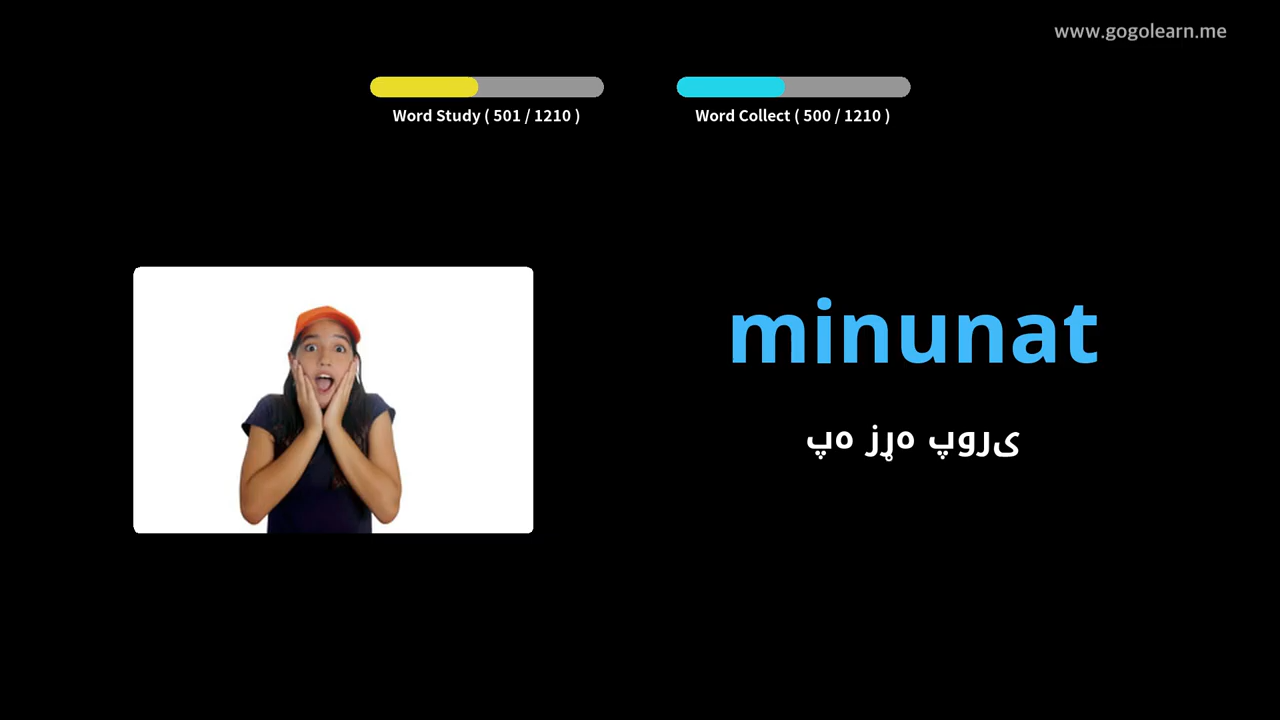 www.gogolearn.me
Word Study ( 501 / 1210 )
Word Collect ( 500 / 1210 )
minunat
په زړه پوری